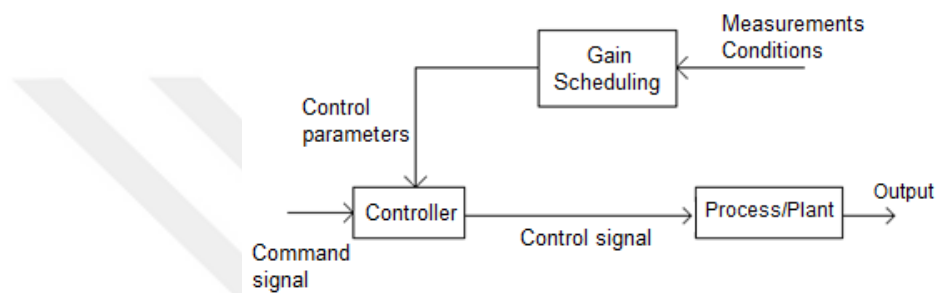 Measurements
Conditions
Gain
Scheduling
Control
parameters
Controller
Process/Plant
Output
Control signal
Command
signal